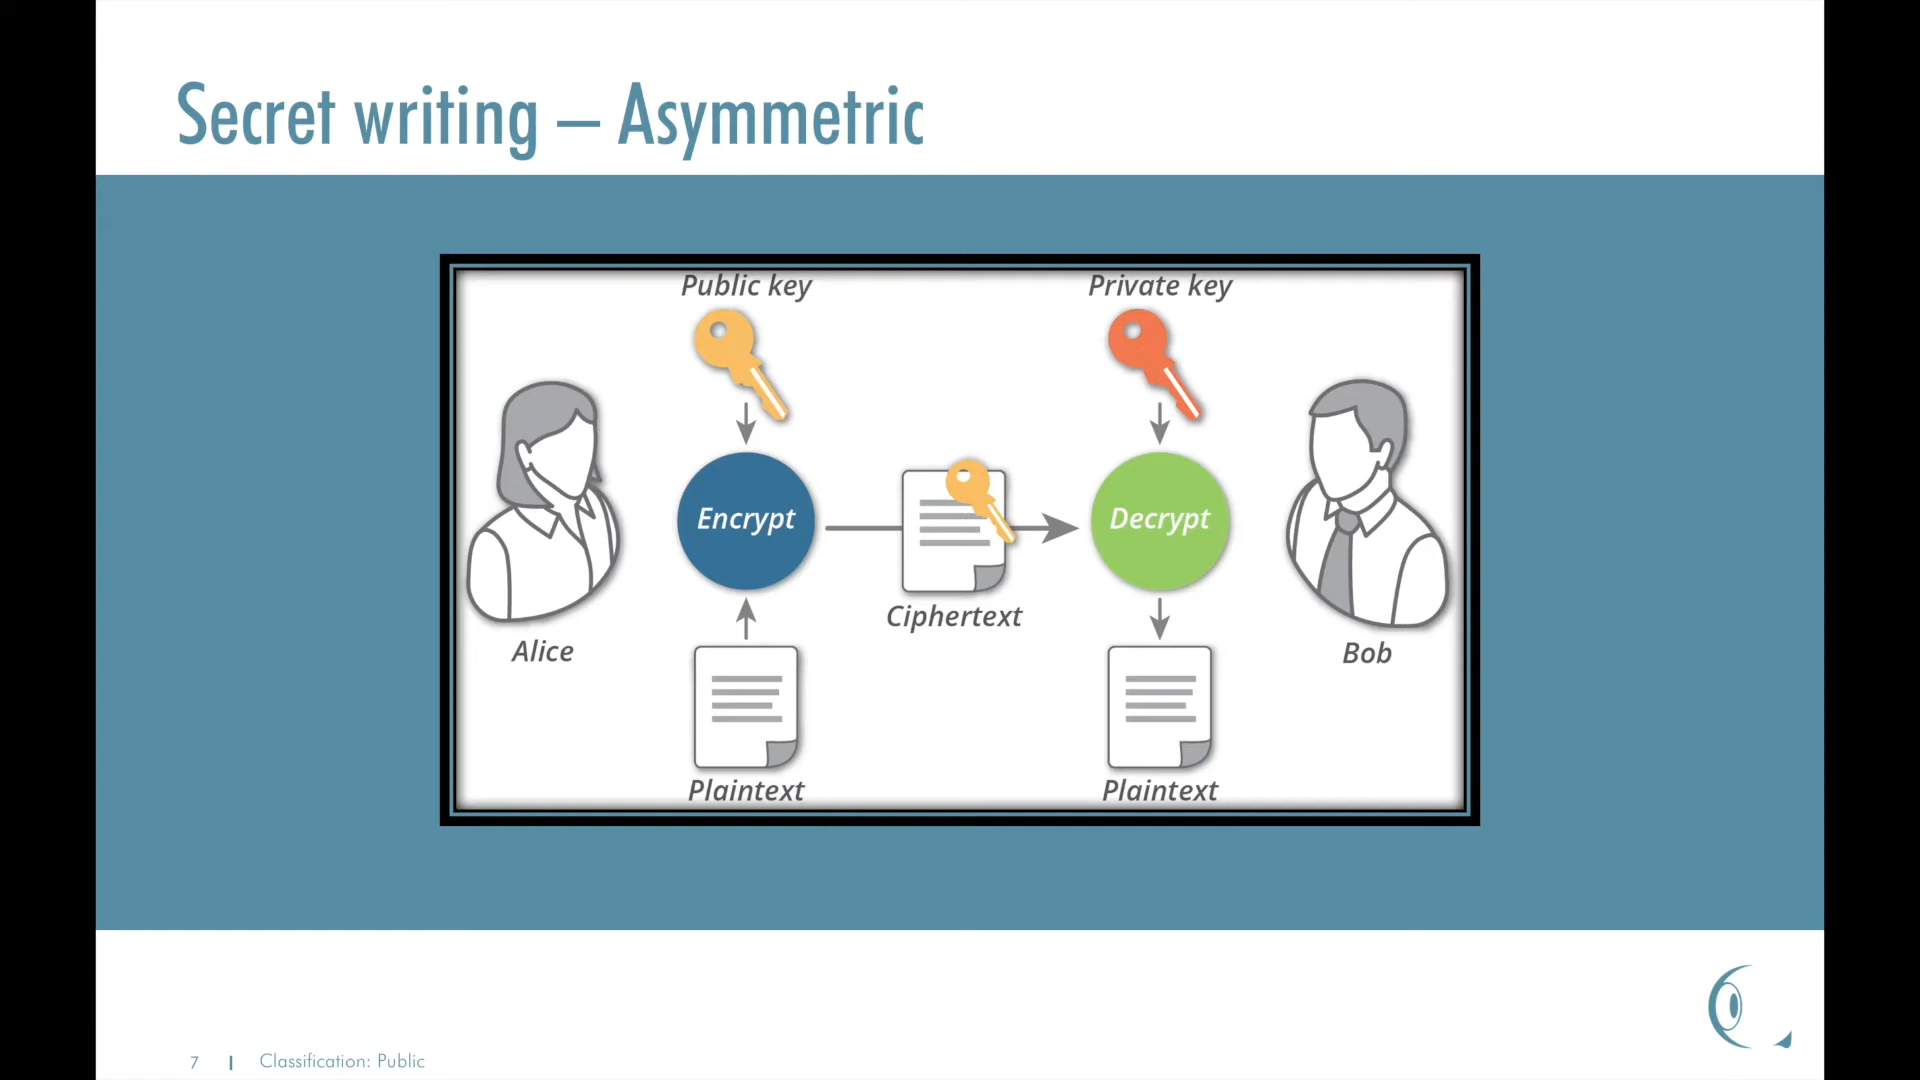 Secret writing – Asymmetric
Public key
Private key
Encrypt
Decrypt
Ciphertext
Alice
Bob
Plaintext
Plaintext
7 | Classification: Public